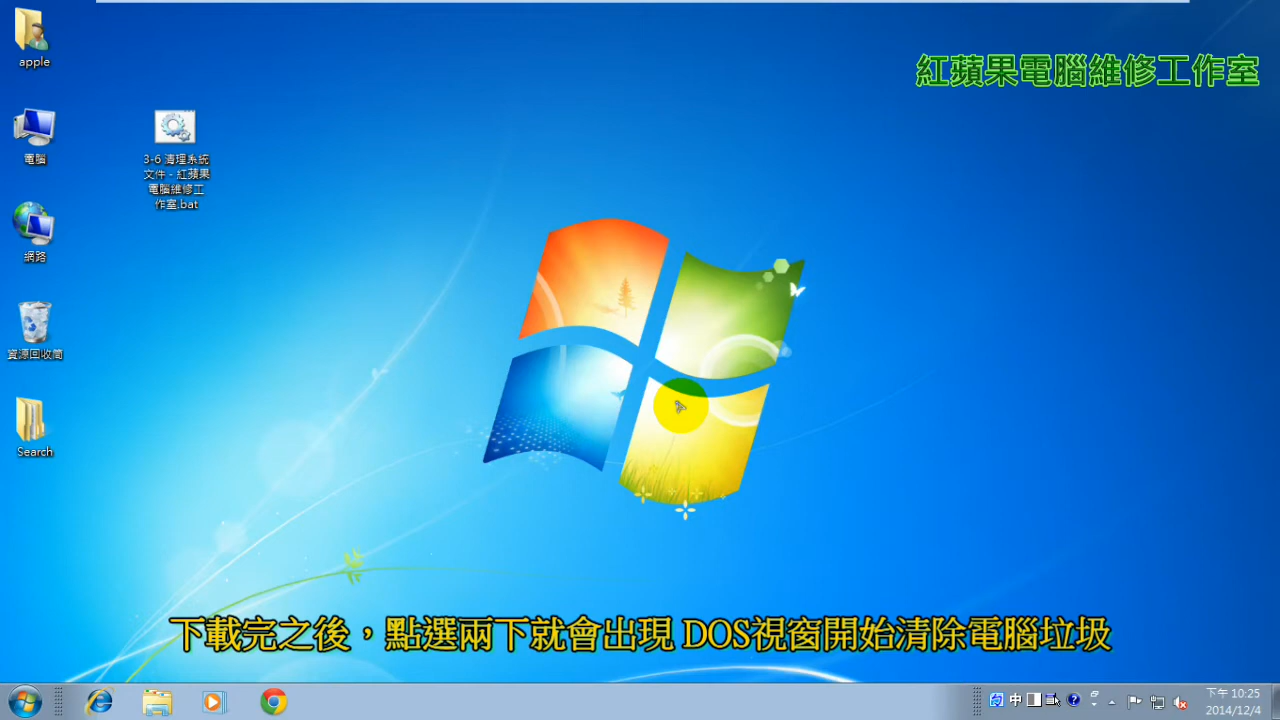 apple
紅蘋果電腦維修工作室
電腦
3-6 清理系統
文件 - 紅蘋果
電腦維修工
作室.bat
網路
資源回收筒
Search
下載完之後，點選兩下就會出現 DOS視窗開始清除電腦垃圾
中
下午 10:25
2014/12/4